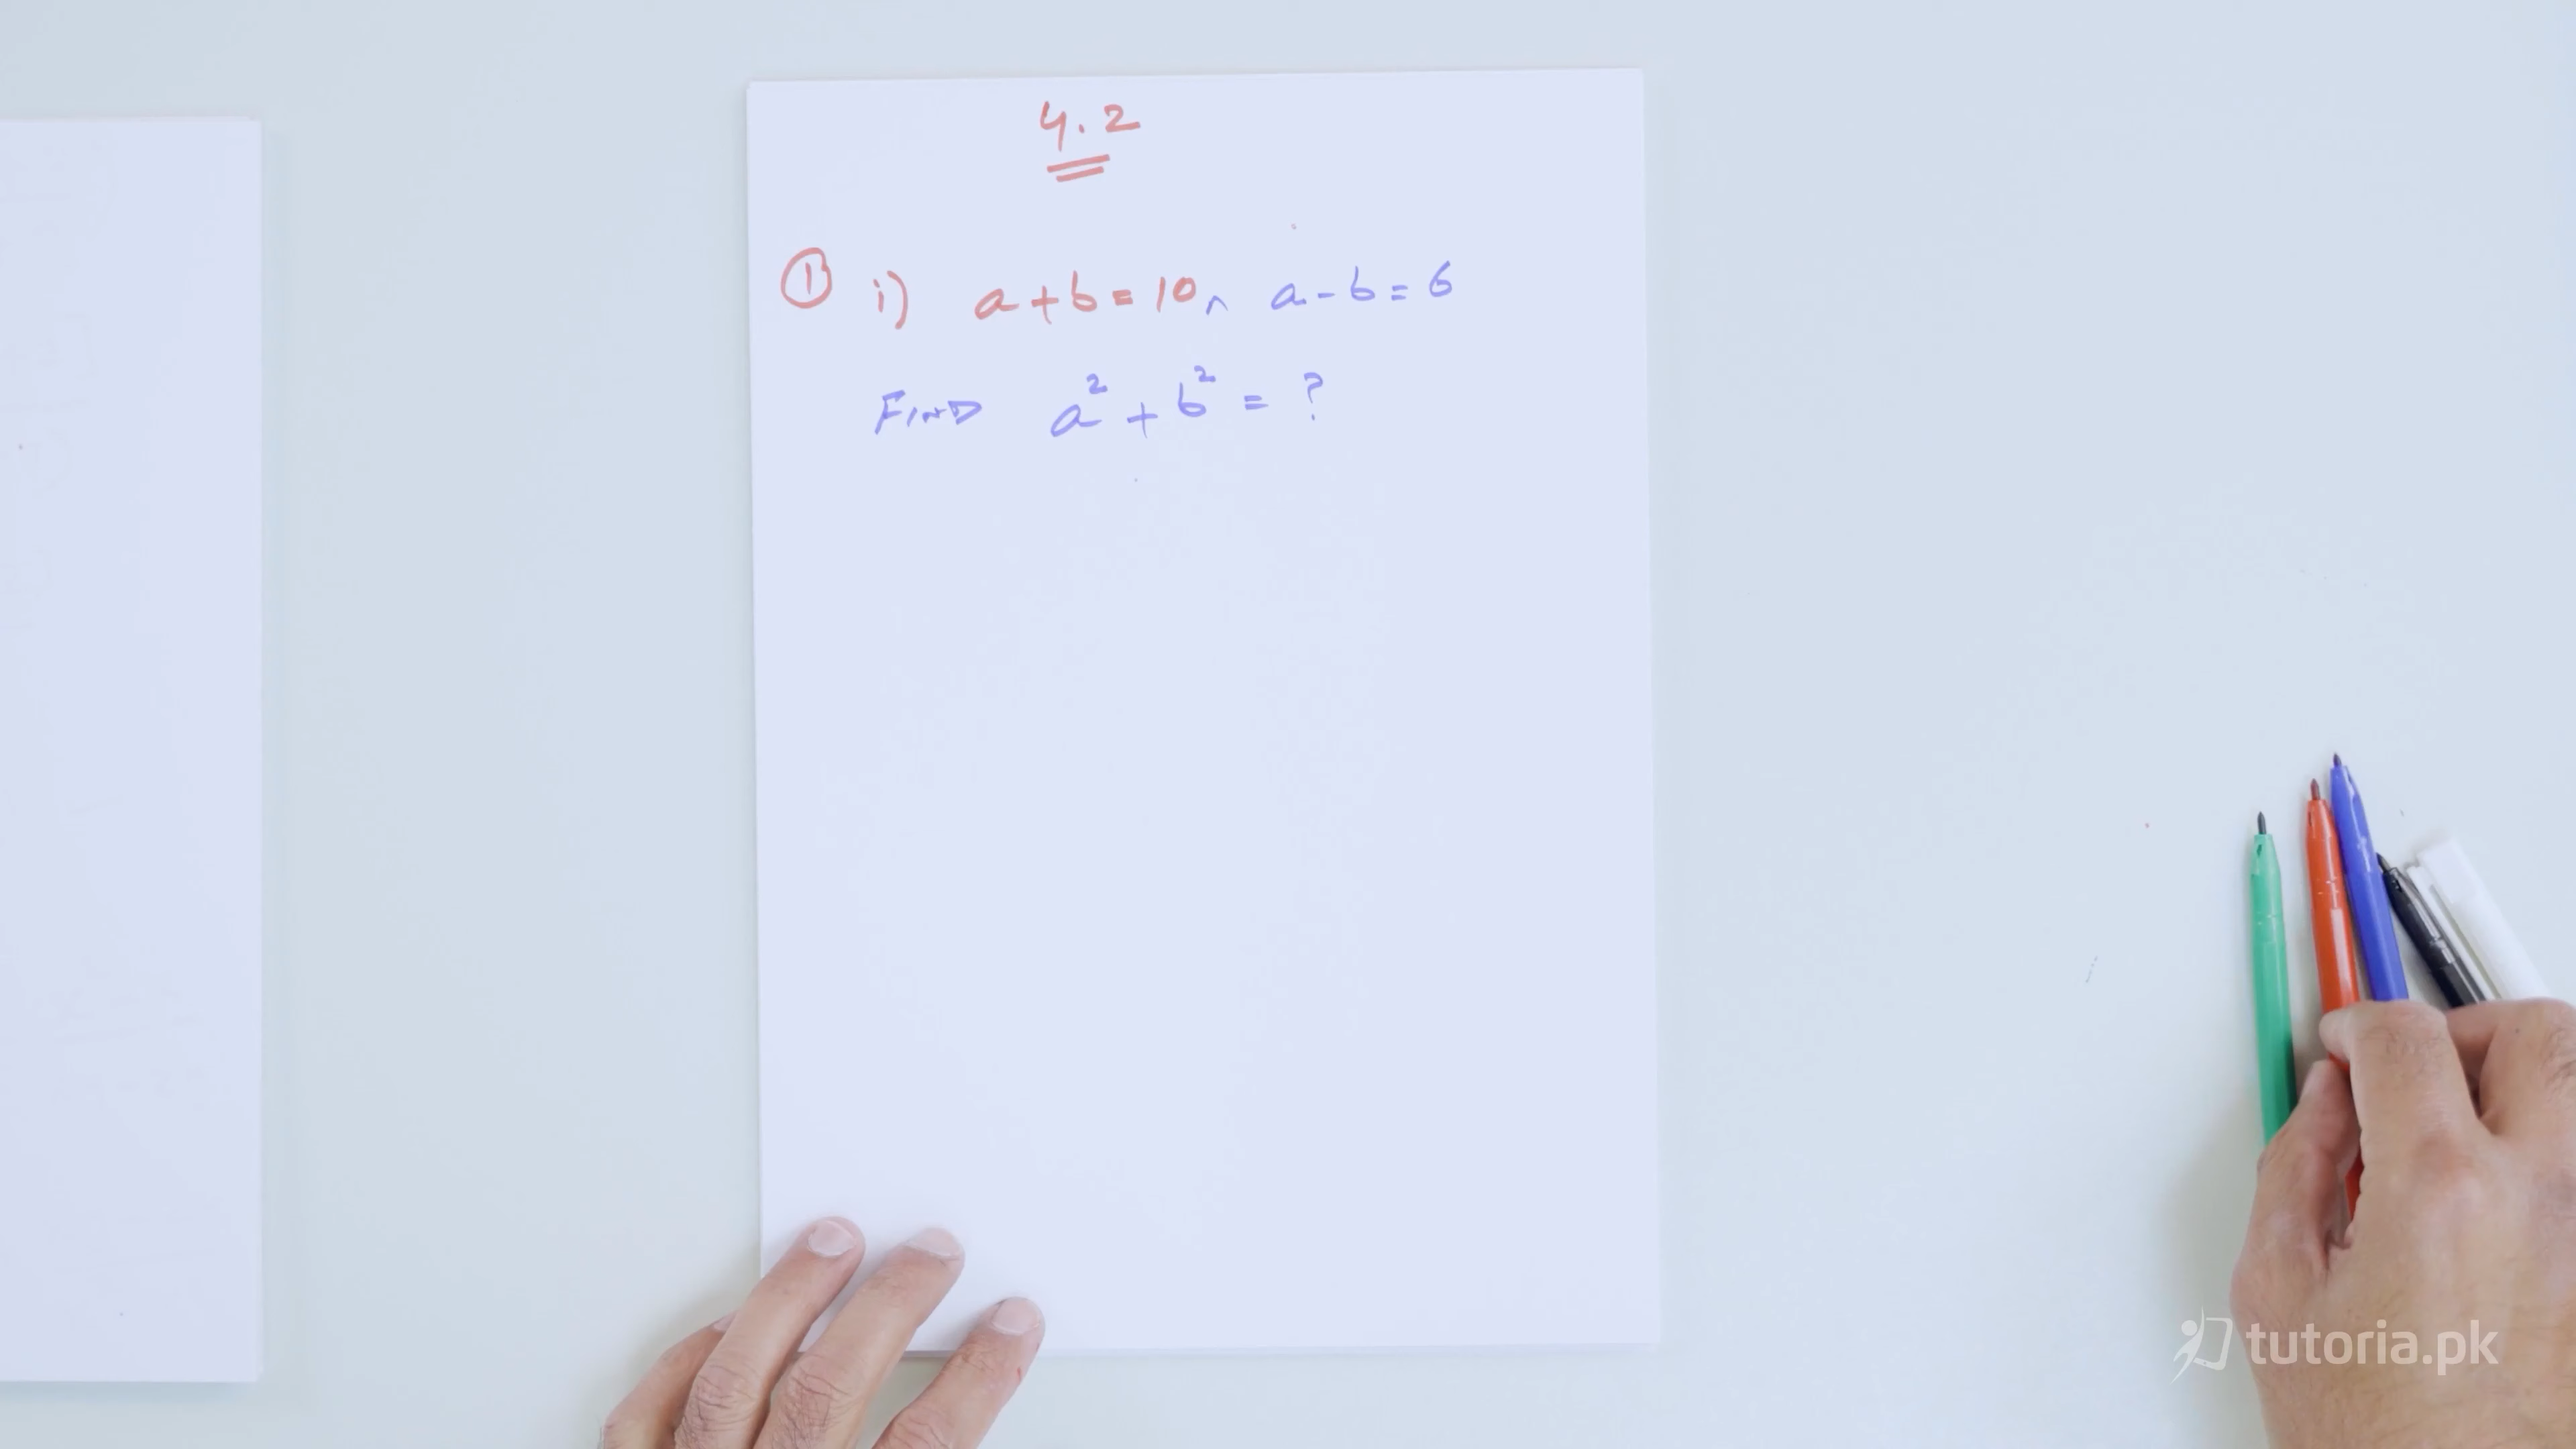 4.2
① i) a + b = 10 ^ a - b = 6
FIND a² + b² = ?
tutoria.pk